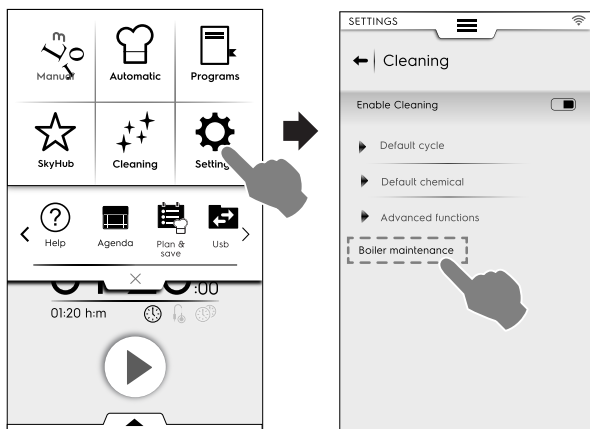 Manual Automatic Programs
SkyHub Cleaning Setting
Help Agenda Plan &
save Usb
:00
01:20 h:m
SETTINGS
Cleaning
Enable Cleaning
Default cycle
Default chemical
Advanced functions
Boiler maintenance